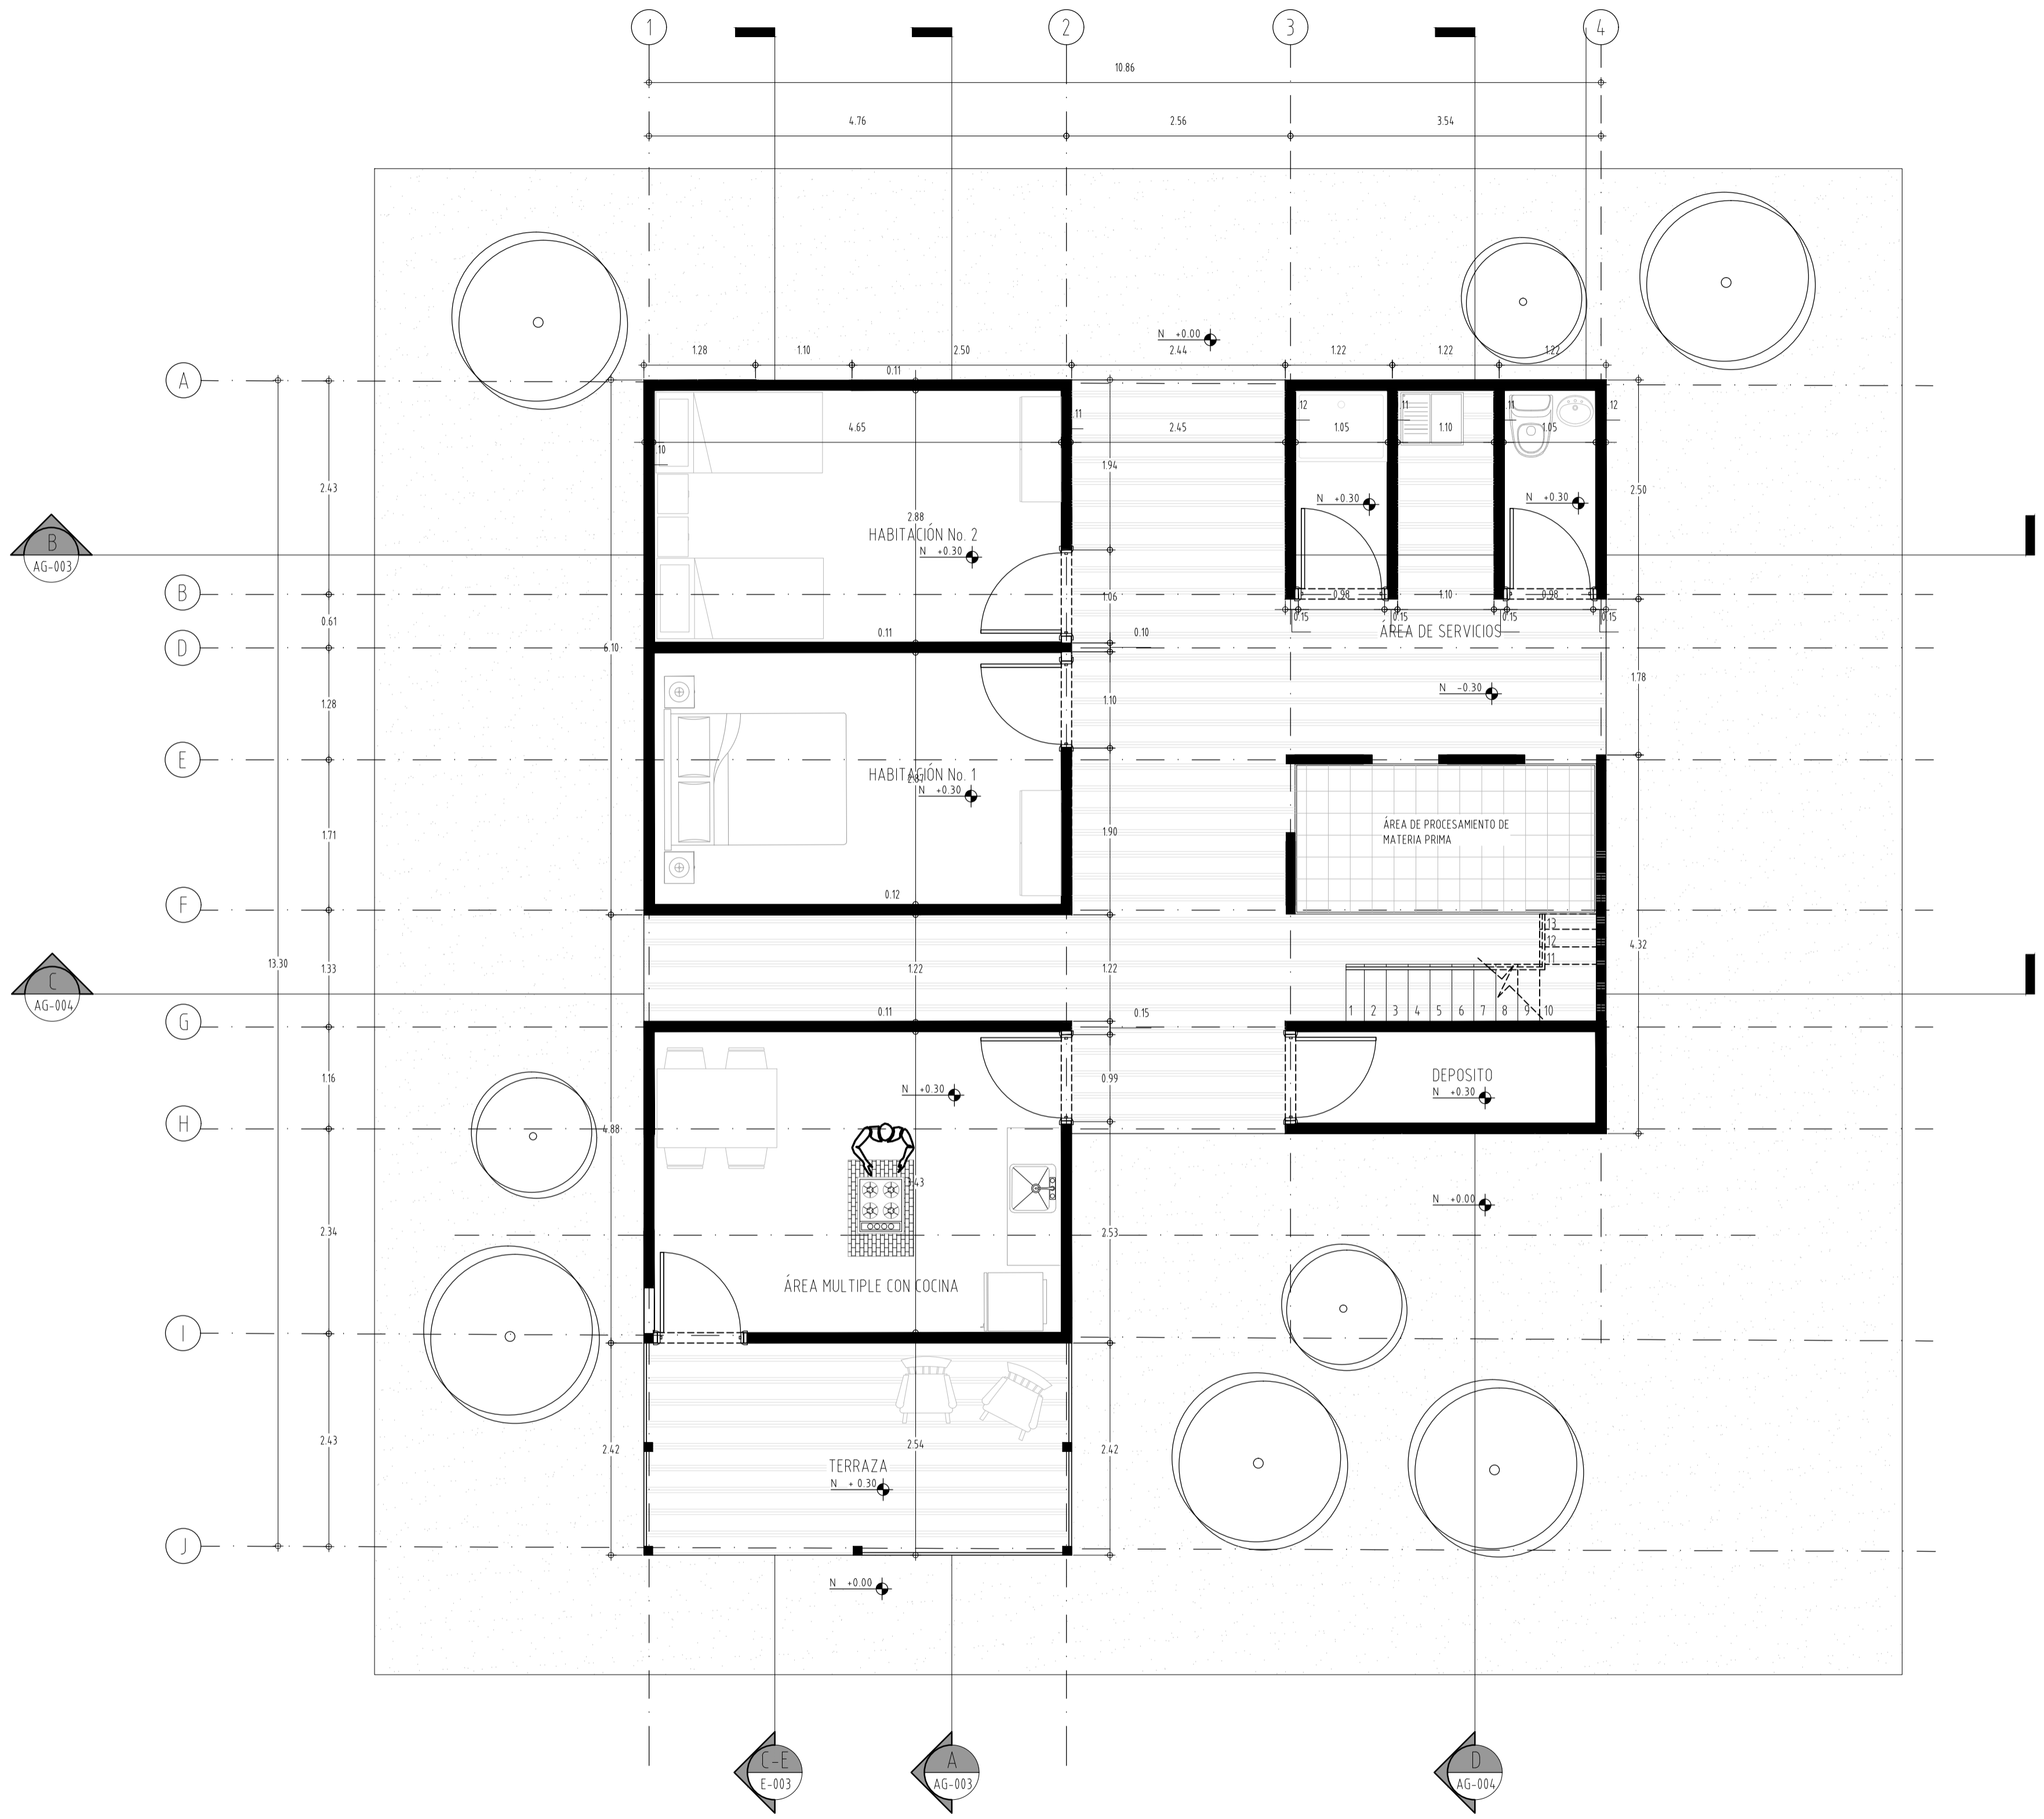 1 2 3 4
10.86
4.76 2.56 3.54
N +0.00
1.28 1.10 2.50 2.44 1.22 1.22 1.22
0.11
A
.12 .11 .11 .12
.11
4.65 2.45 1.05 1.10 1.05
.10
1.94
2.43
2.50
N +0.30
N +0.30
2.88
HABITACIÓN No. 2
N +0.30
B
AG-003
B
1.06 0.98 1.10 0.98
0.15 0.15 0.15 0.15
0.61
0.11 0.10
ÁREA DE SERVICIOS
D
6.10
1.78
N -0.30
1.28
1.10
E
HABITACIÓN No. 1
2.87
N +0.30
ÁREA DE PROCESAMIENTO DE
MATERIA PRIMA
1.71
1.90
0.12
F
13
12
11
4.32
13.30
1.33
1.22
1.22
C
AG-004
1 2 3 4 5 6 7 8 9 10
0.11 0.15
G
1.16
0.99
DEPOSITO
N +0.30
N +0.30
H
4.88
3.43
N +0.00
2.34
2.53
ÁREA MULTIPLE CON COCINA
I
2.43
2.42
2.54
2.42
TERRAZA
N + 0.30
J
N +0.00
C-E
E-003
A
AG-003
D
AG-004